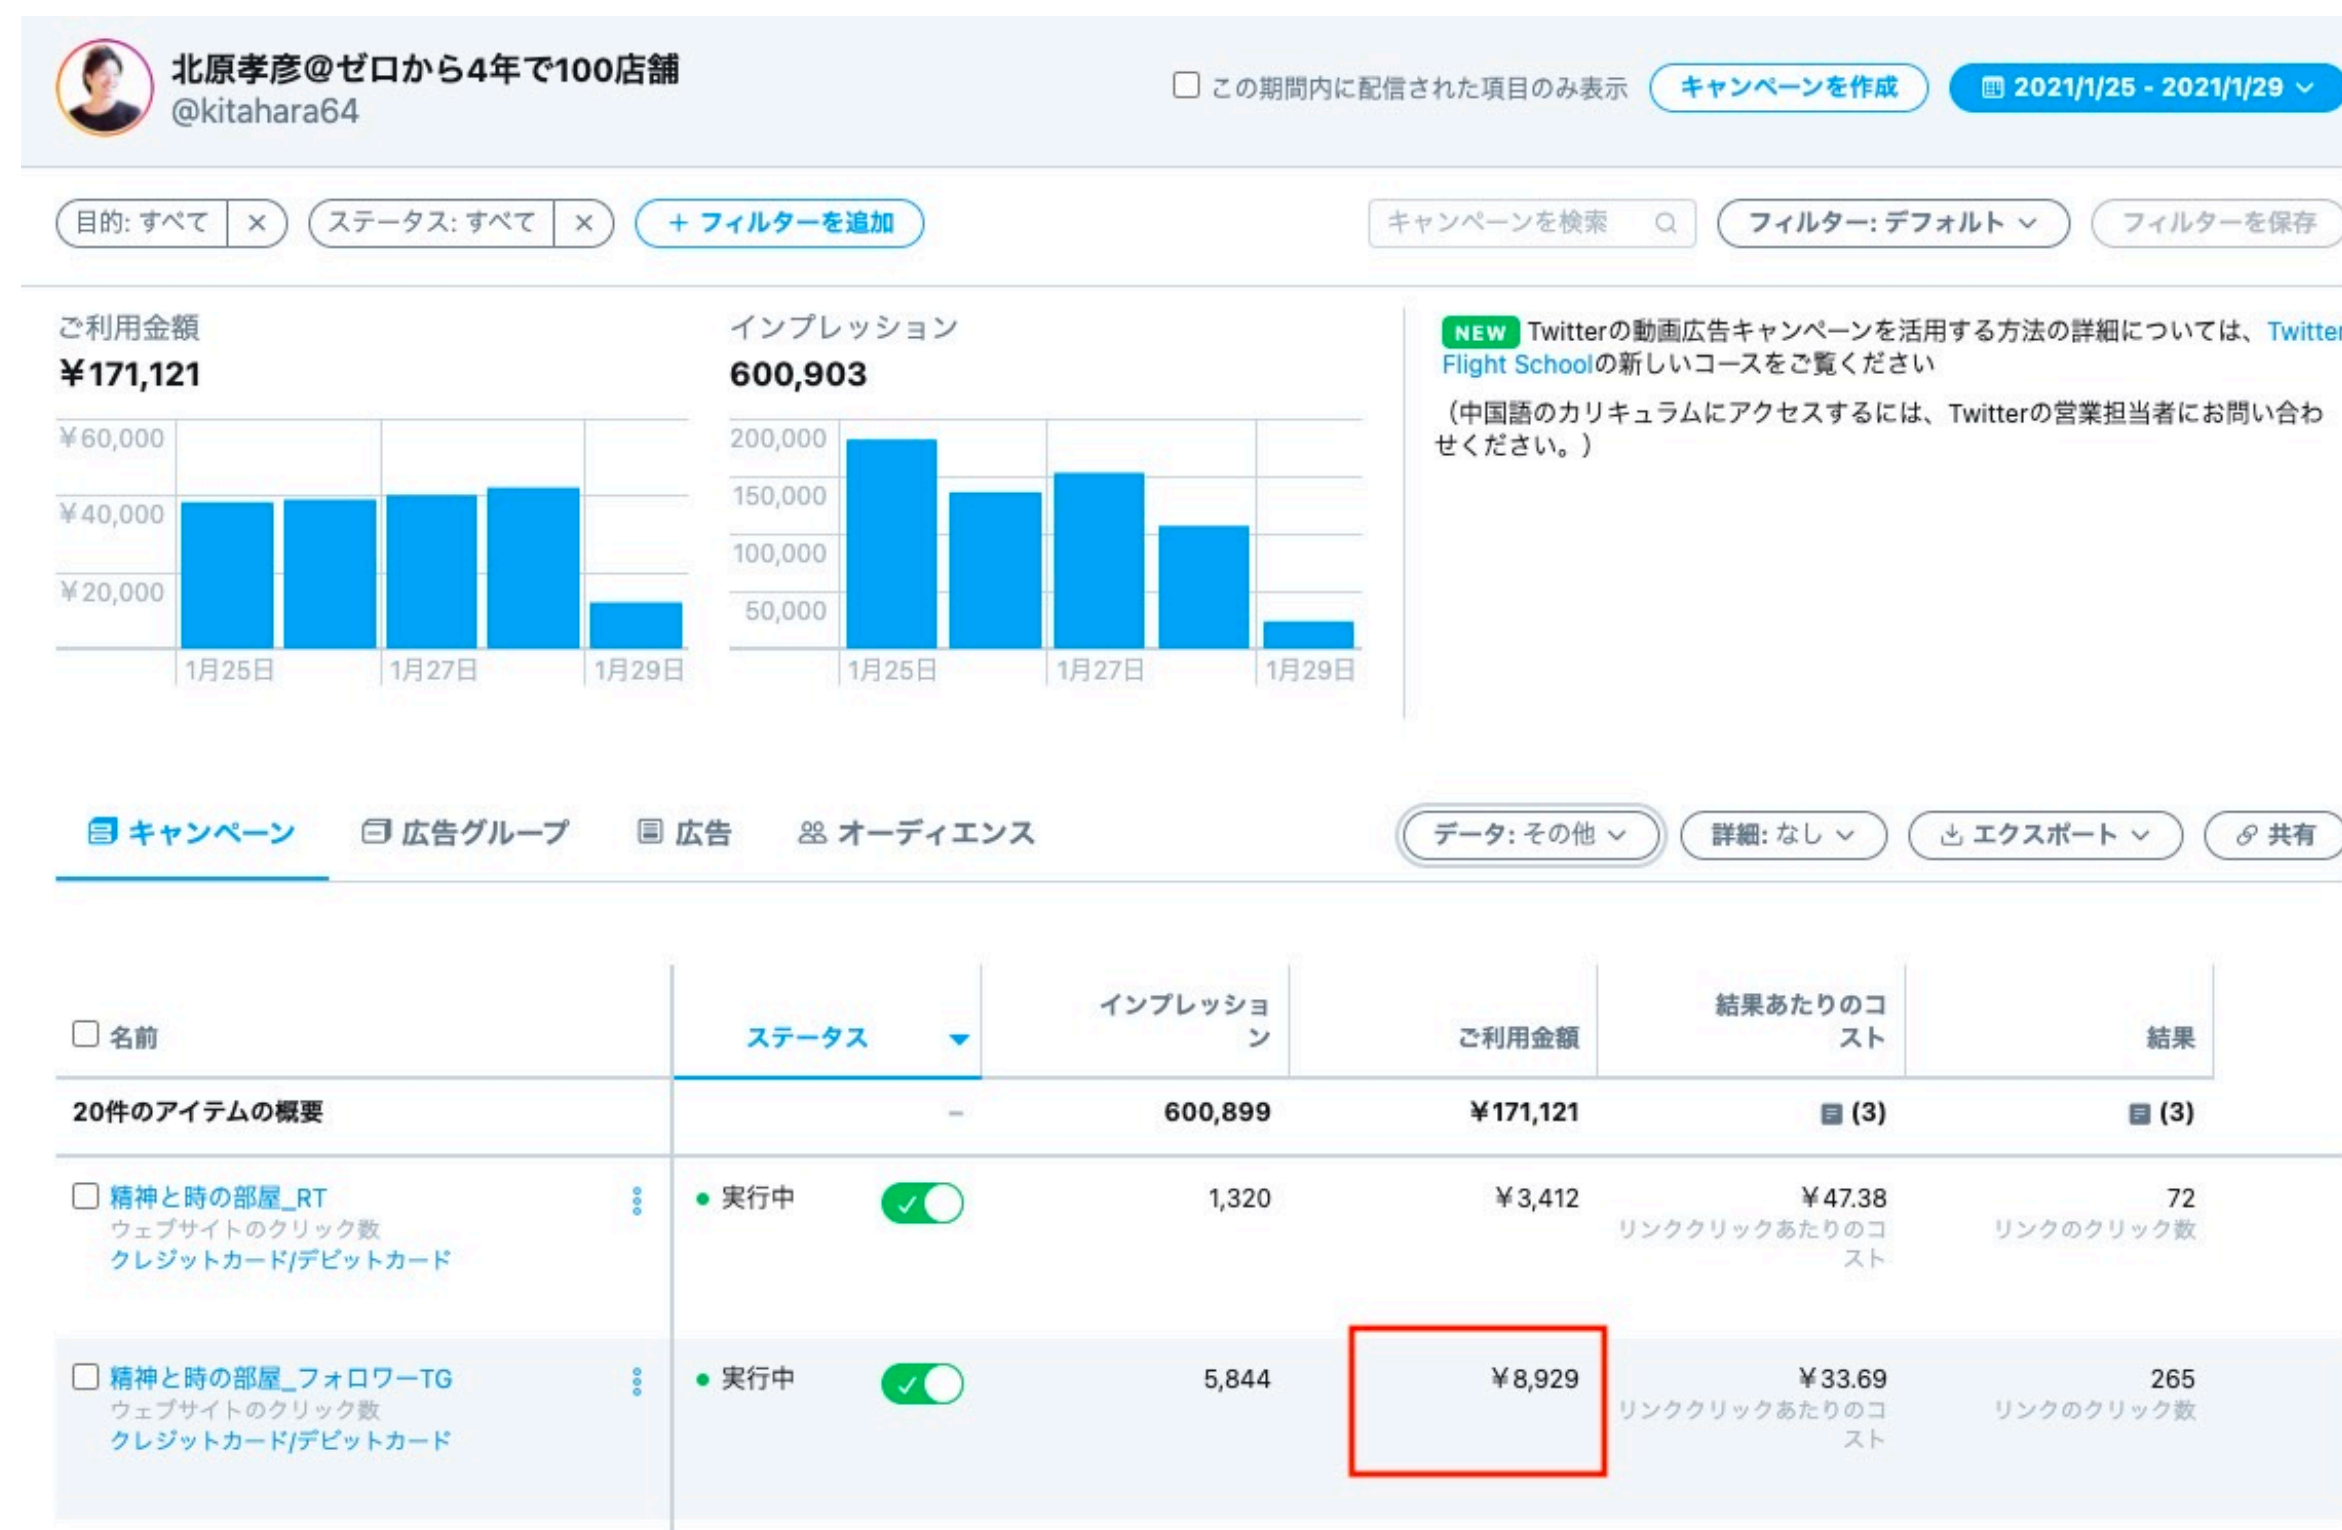 北原孝彦@ゼロから4年で100店舗
@kitahara64
この期間内に配信された項目のみ表示
キャンペーンを作成
2021/1/25 - 2021/1/29
目的: すべて ×
ステータス: すべて ×
+ フィルターを追加
キャンペーンを検索
フィルター: デフォルト
フィルターを保存
ご利用金額
¥171,121
¥60,000
¥40,000
¥20,000
1月25日 1月27日 1月29日
インプレッション
600,903
200,000
150,000
100,000
50,000
1月25日 1月27日 1月29日
NEW Twitterの動画広告キャンペーンを活用する方法の詳細については、Twitter
Flight Schoolの新しいコースをご覧ください
（中国語のカリキュラムにアクセスするには、Twitterの営業担当者にお問い合わ
せください。）
キャンペーン 広告グループ 広告 オーディエンス
データ: その他 詳細: なし エクスポート 共有
名前
ステータス
インプレッショ
ン
ご利用金額
結果あたりのコ
スト
結果
20件のアイテムの概要 – 600,899 ¥171,121 (3) (3)
精神と時の部屋_RT 実行中 1,320 ¥3,412 ¥47.38 72
ウェブサイトのクリック数 リンククリックあたりのコ リンクのクリック数
クレジットカード/デビットカード スト
精神と時の部屋_フォロワーTG 実行中 5,844 ¥8,929 ¥33.69 265
ウェブサイトのクリック数 リンククリックあたりのコ リンクのクリック数
クレジットカード/デビットカード スト